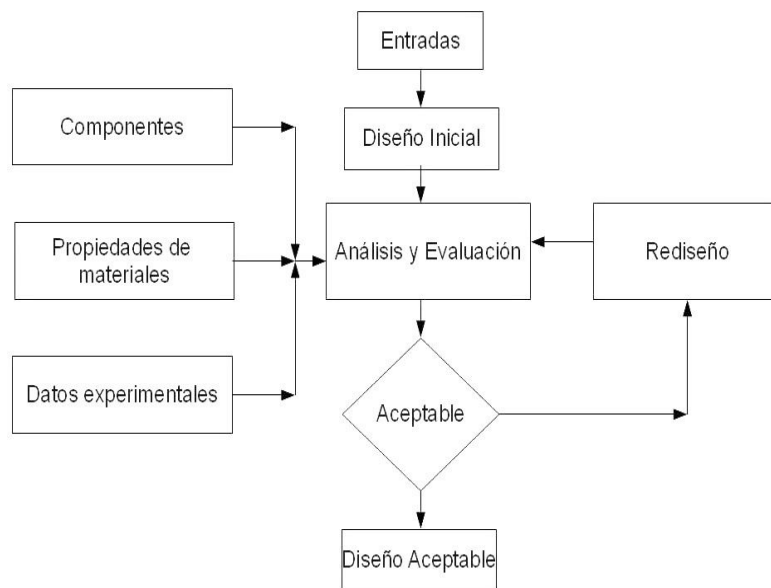 Entradas
Componentes
Diseño Inicial
Propiedades de
materiales
Análisis y Evaluación
Rediseño
Datos experimentales
Aceptable
Diseño Aceptable